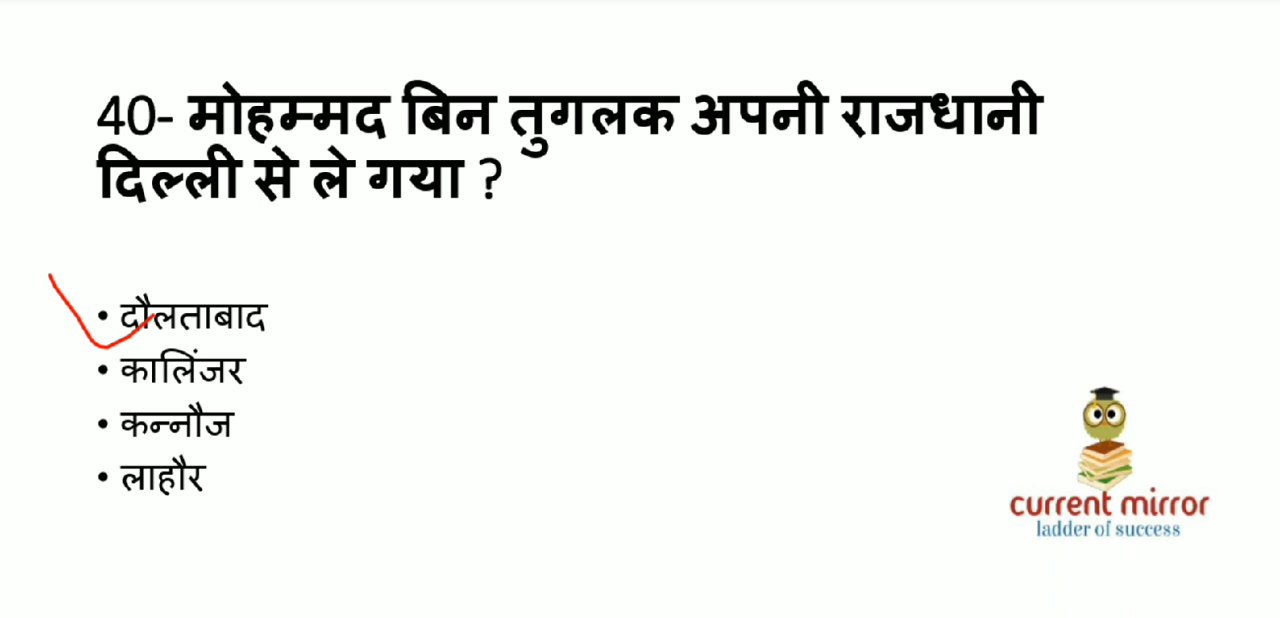 40- मोहम्मद बिन तुगलक अपनी राजधानी
दिल्ली से ले गया ?
• दौलताबाद
• कालिंजर
• कन्नौज
• लाहौर
current mirror
ladder of success